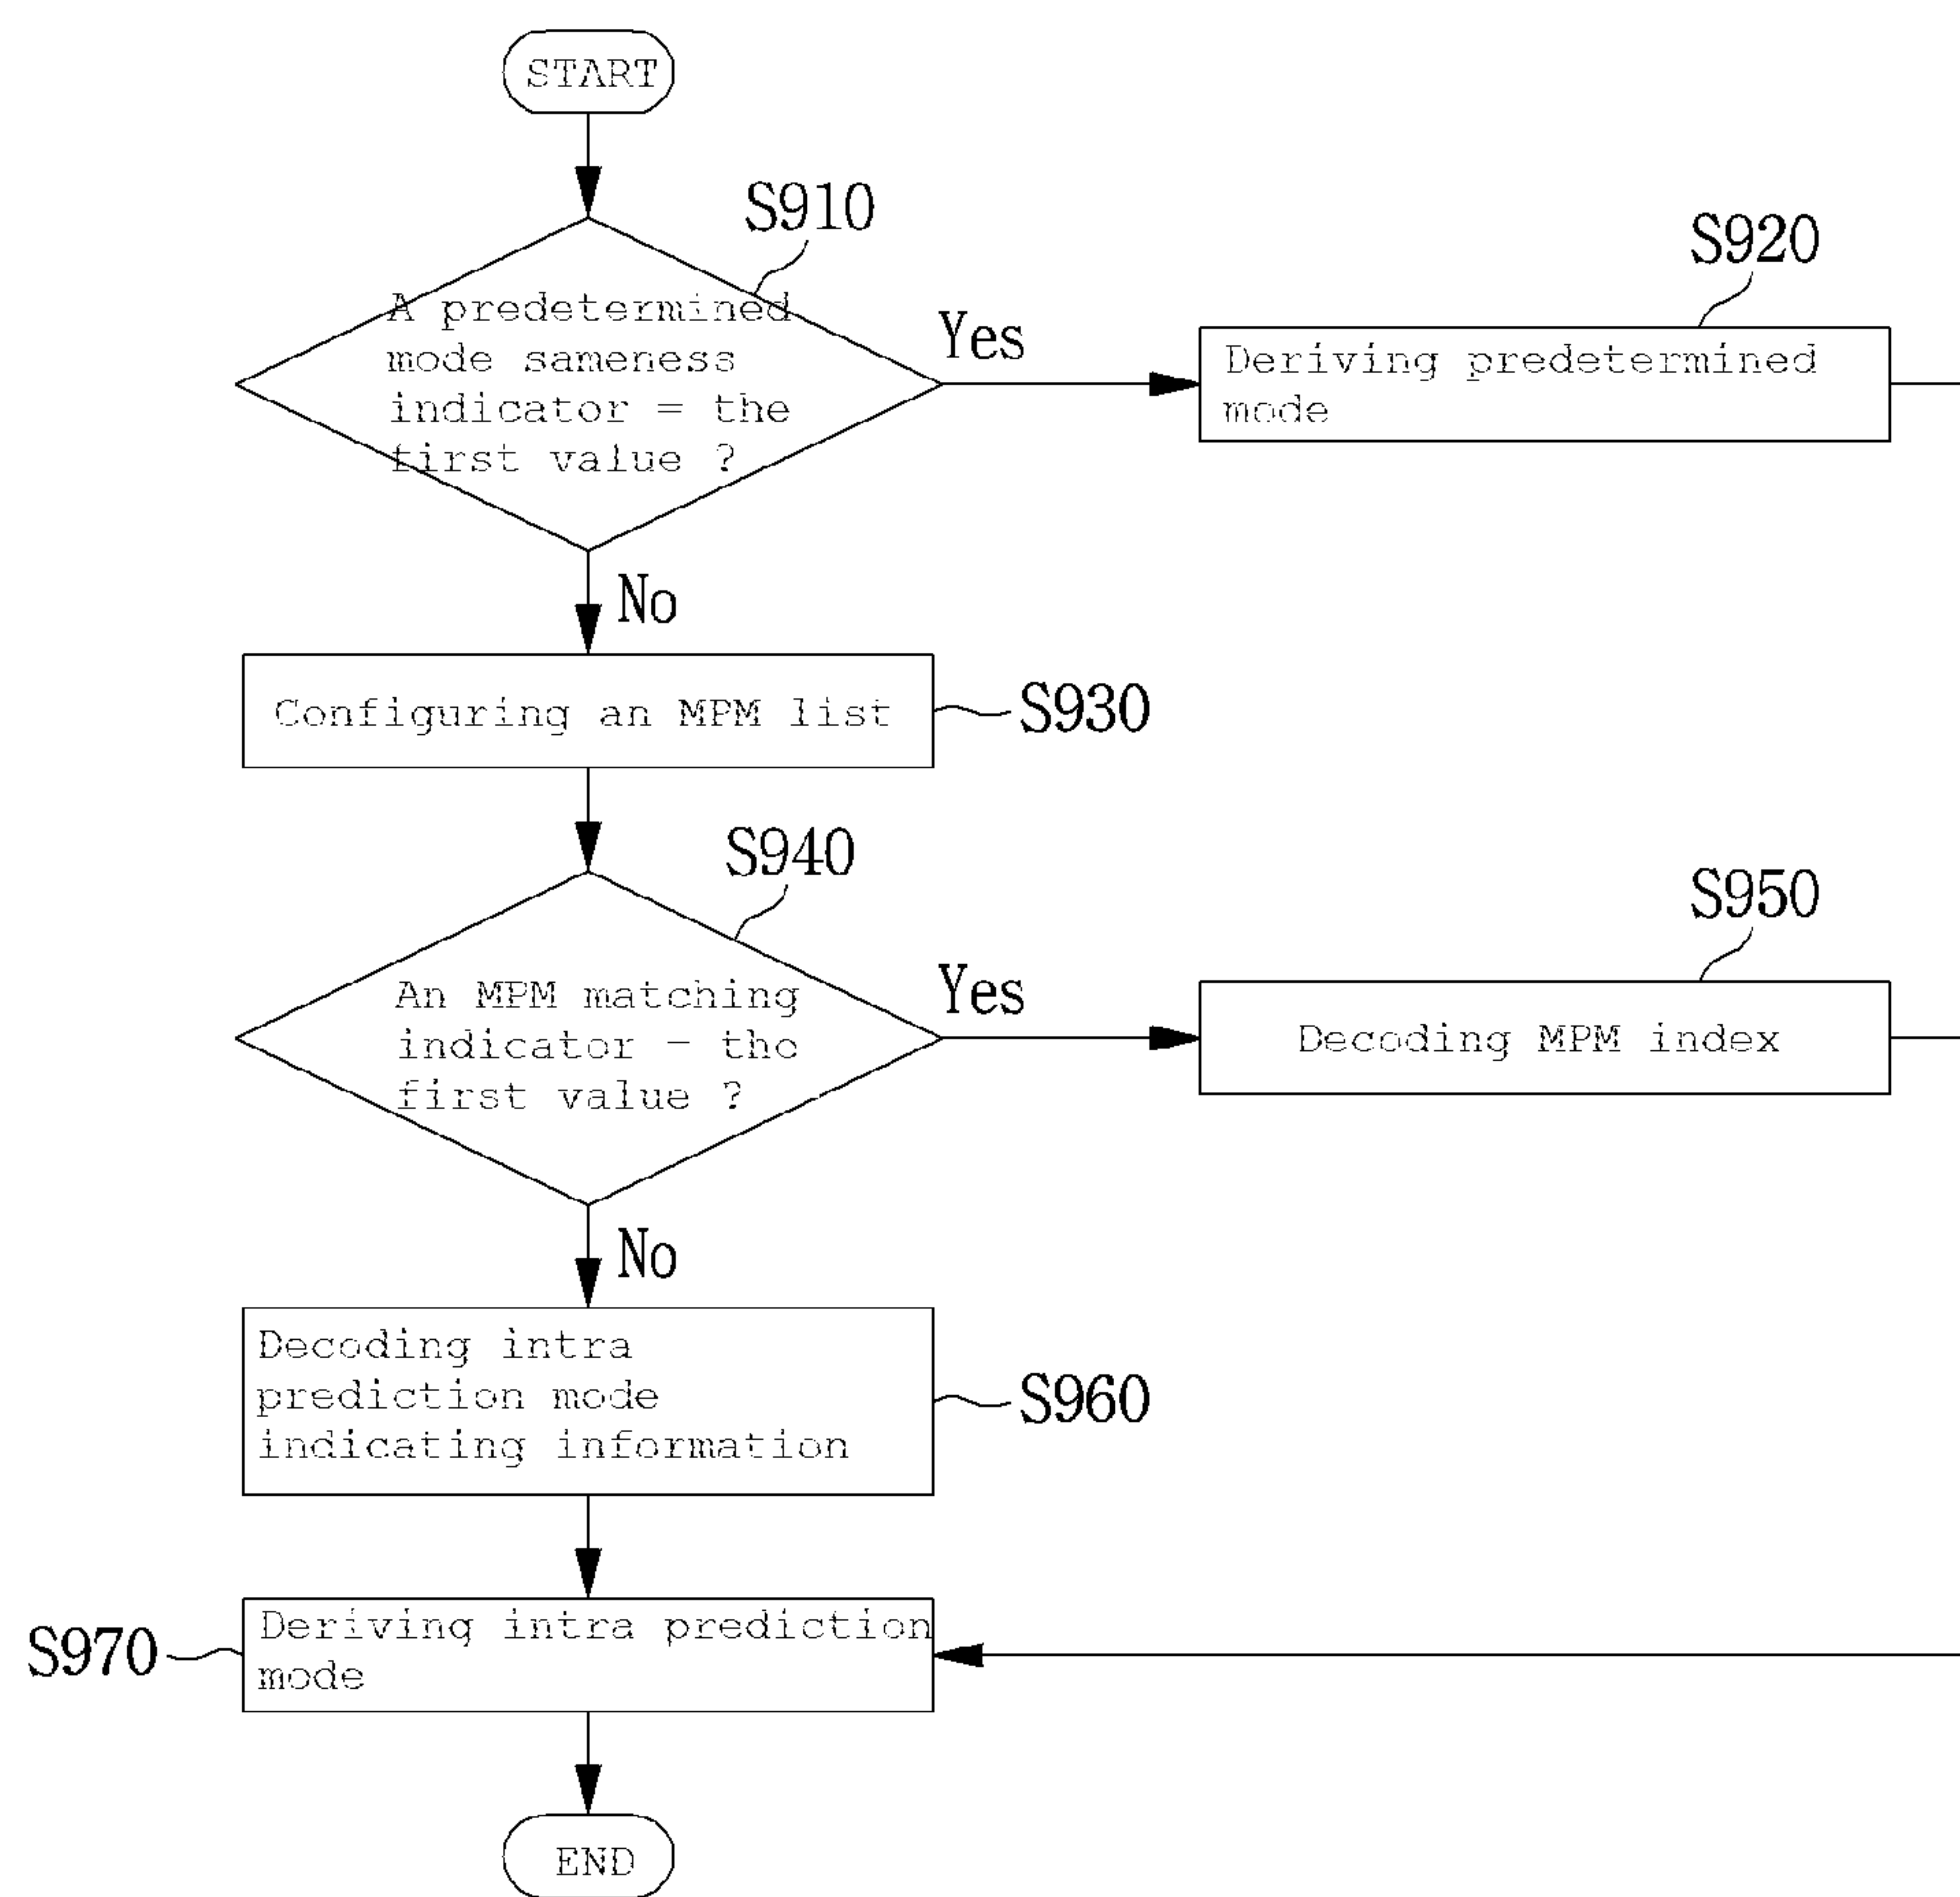 START
S910
A predetermined
mode sameness
indicator = the
first value ?
Yes
S920
Deriving predetermined
mode
No
Configuring an MPM list
S930
S940
An MPM matching
indicator = the
first value ?
Yes
S950
Decoding MPM index
No
Decoding intra
prediction mode
indicating information
S960
S970
Deriving intra prediction
mode
END